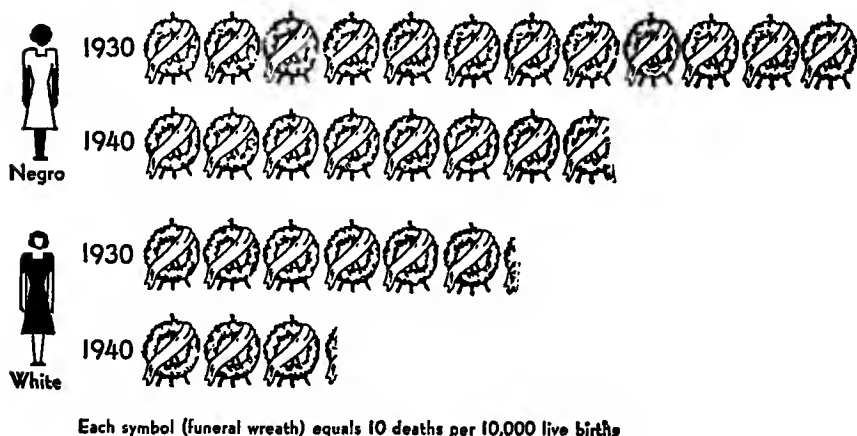 1930
1940
Negro
1930
1940
White
Each symbol (funeral wreath) equals 10 deaths per 10,000 live births